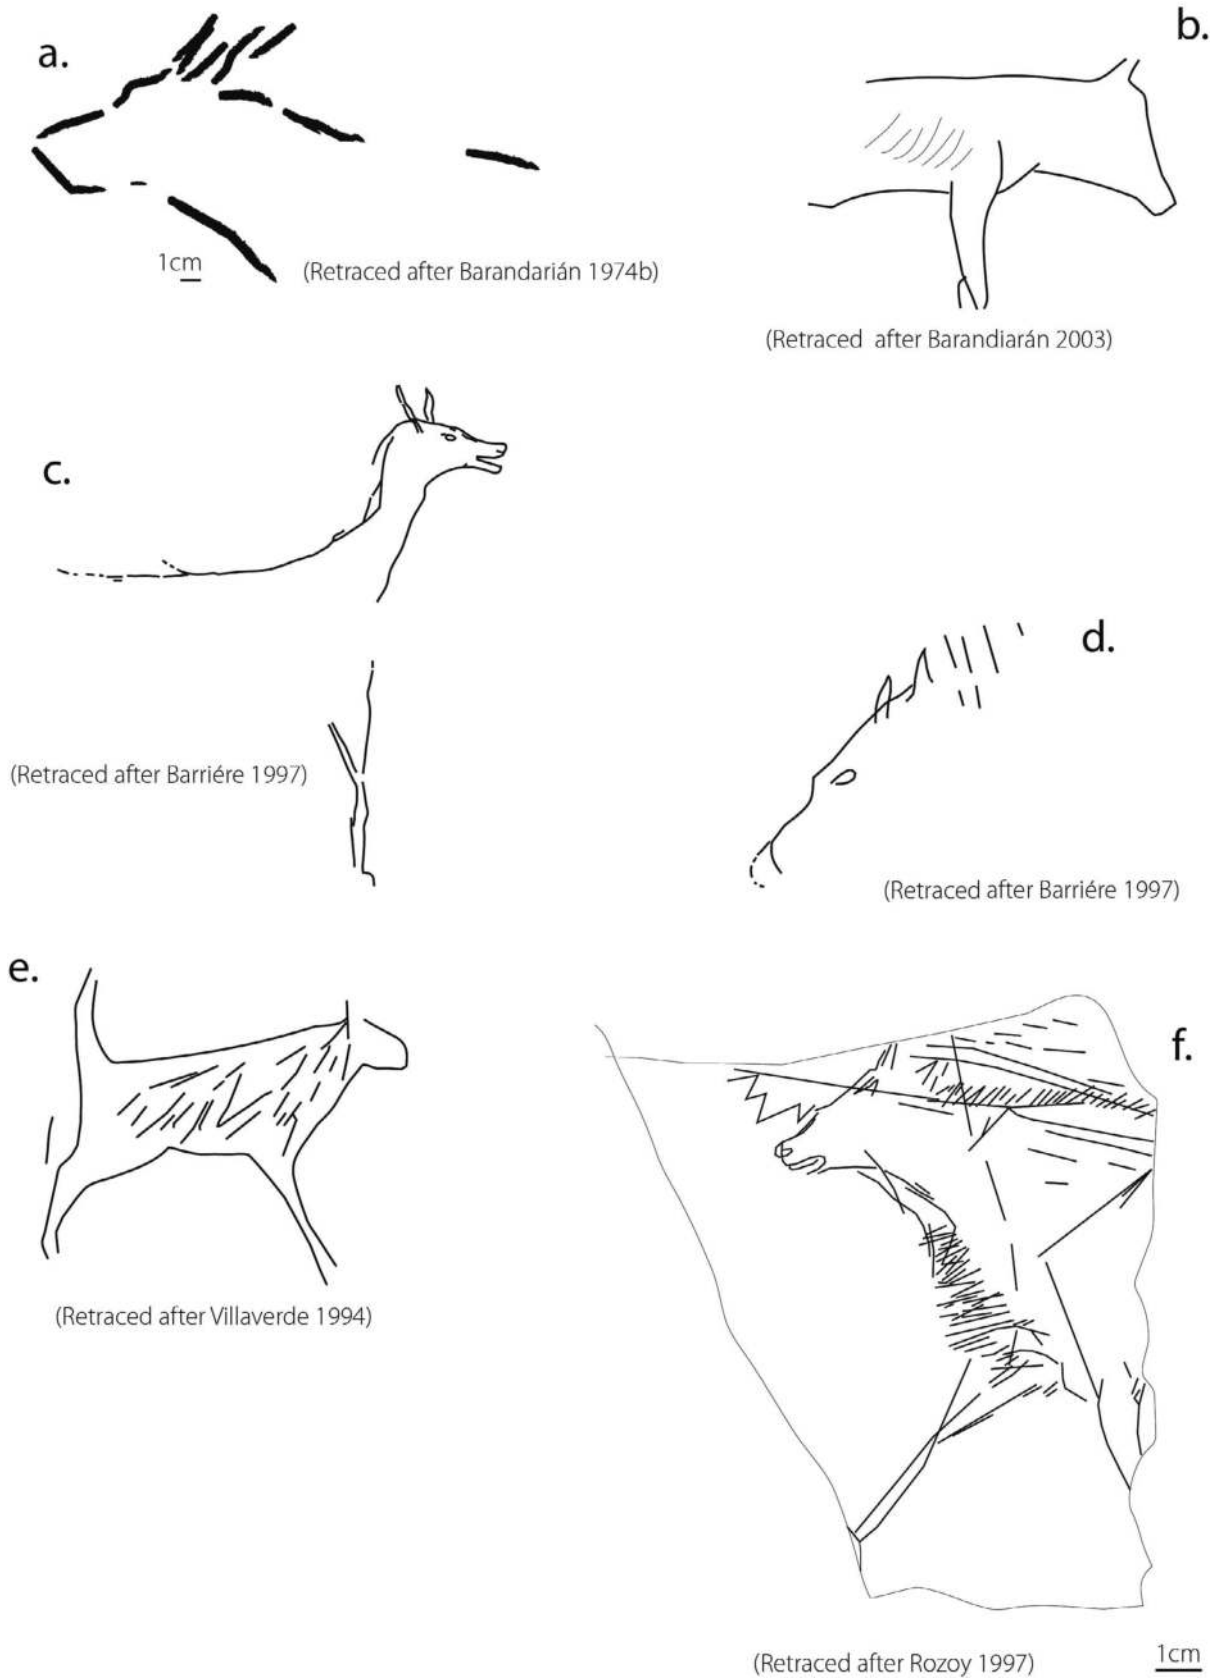 a.
b.
1cm
(Retraced after Barandarián 1974b)
(Retraced after Barandiarán 2003)
c.
d.
(Retraced after Barriére 1997)
(Retraced after Barriére 1997)
e.
f.
(Retraced after Villaverde 1994)
(Retraced after Rozoy 1997)
1cm